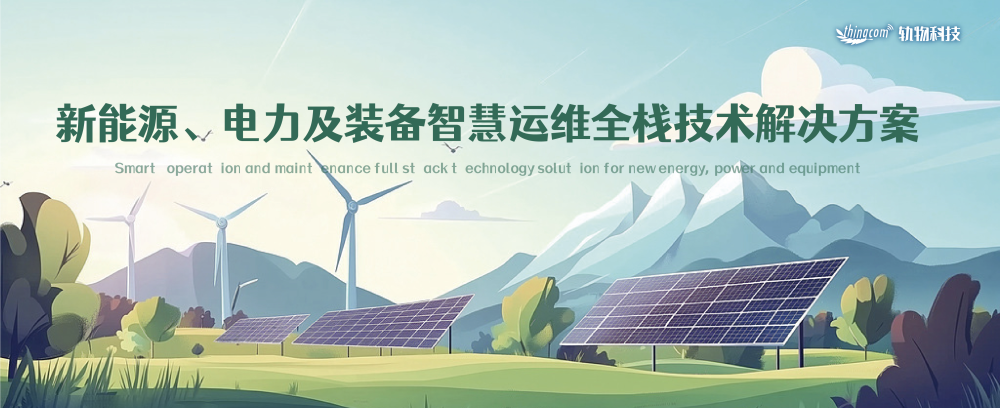 thingcom 轨物科技
新能源、电力及装备智慧运维全栈技术解决方案
Smart operat ion and maint enance full st ack t echnology solut ion for new energy, power and equipment